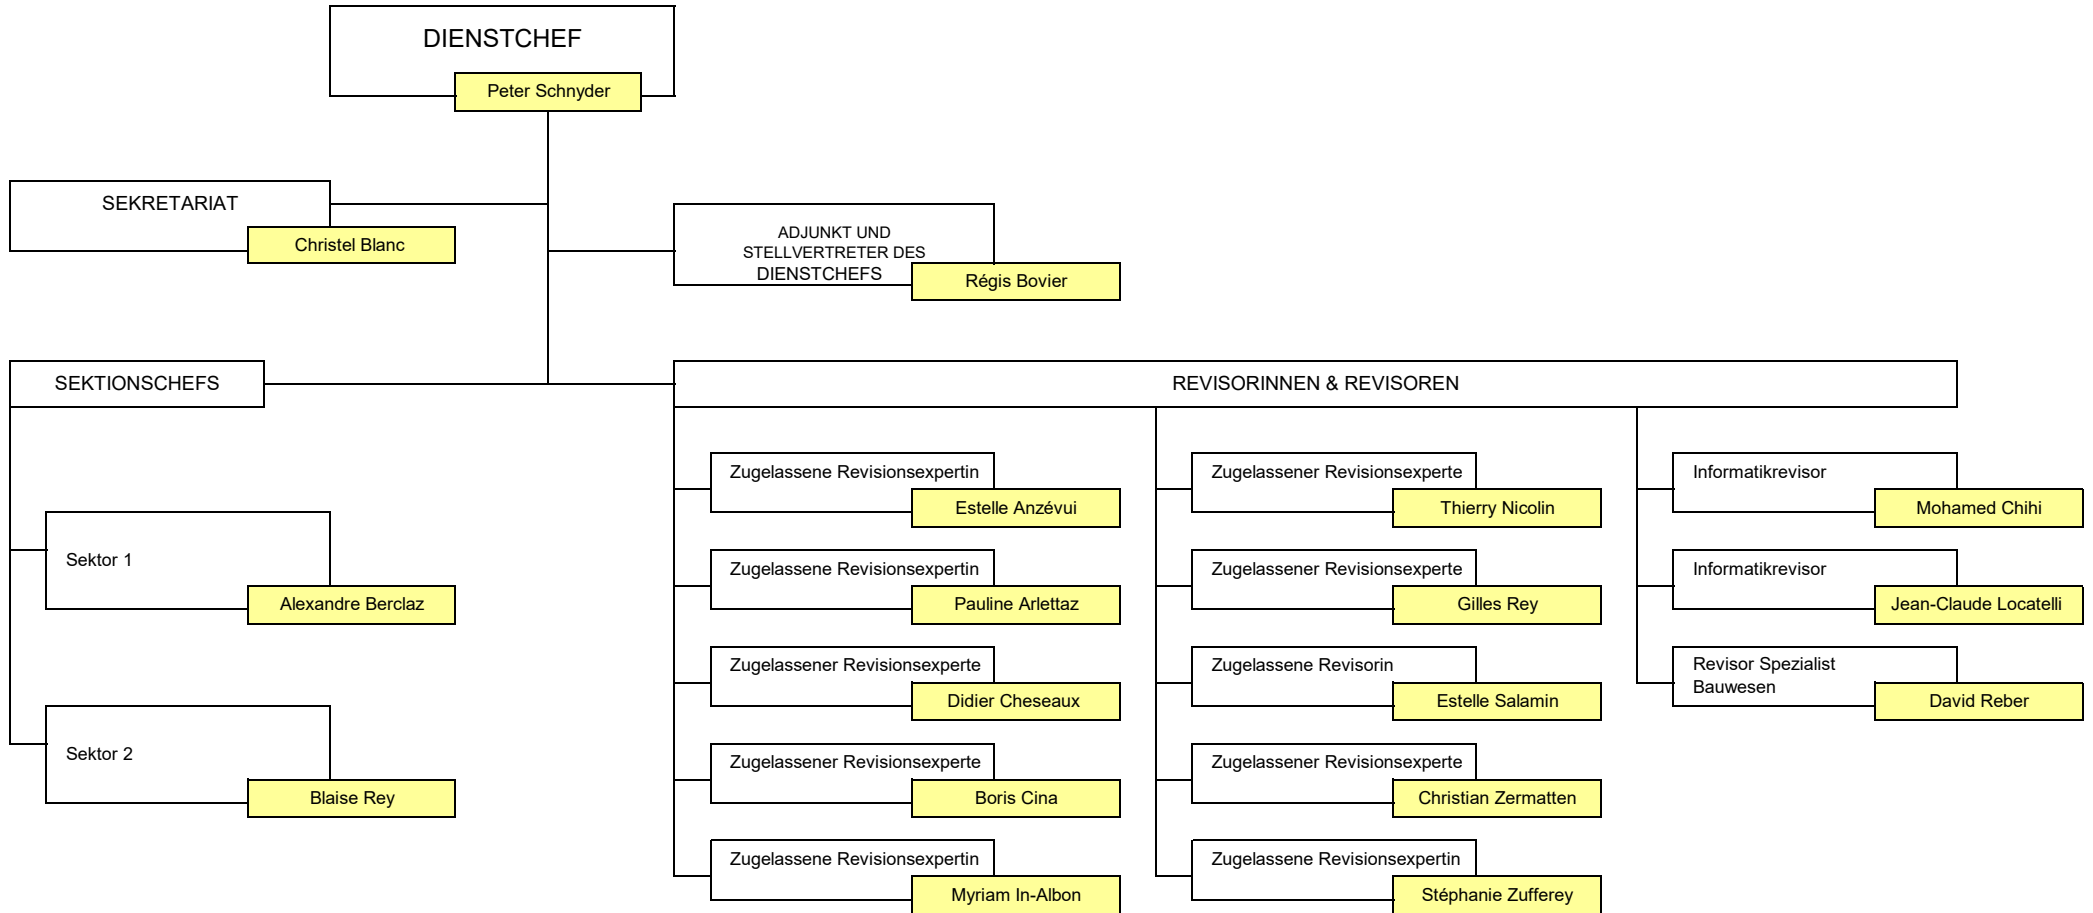 DIENSTCHEF
Peter Schnyder
SEKRETARIAT
Christel Blanc
ADJUNKT UND
STELLVERTRETER DES
DIENSTCHEFS
Régis Bovier
SEKTIONSCHEFS
Sektor 1
Alexandre Berclaz
Sektor 2
Blaise Rey
REVISORINNEN & REVISOREN
Zugelassene Revisionsexpertin
Estelle Anzévui
Zugelassene Revisionsexpertin
Pauline Arlettaz
Zugelassener Revisionsexperte
Didier Cheseaux
Zugelassener Revisionsexperte
Boris Cina
Zugelassene Revisionsexpertin
Myriam In-Albon
Zugelassener Revisionsexperte
Thierry Nicolin
Zugelassener Revisionsexperte
Gilles Rey
Zugelassene Revisorin
Estelle Salamin
Zugelassener Revisionsexperte
Christian Zermatten
Zugelassene Revisionsexpertin
Stéphanie Zufferey
Informatikrevisor
Mohamed Chihi
Informatikrevisor
Jean-Claude Locatelli
Revisor Spezialist
Bauwesen
David Reber